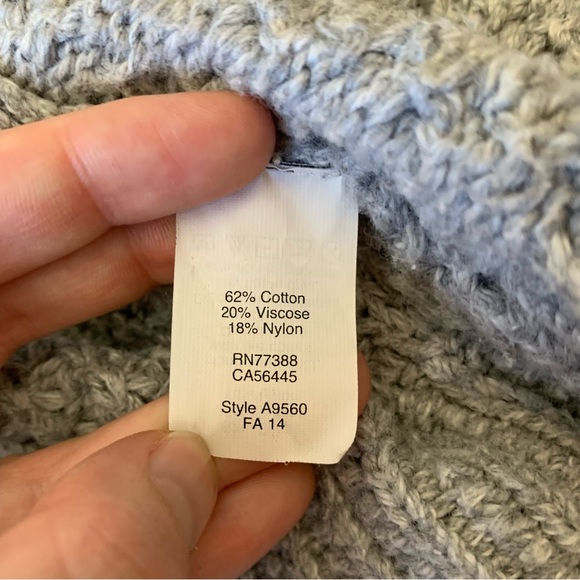 62% Cotton
20% Viscose
18% Nylon
RN77388
CA56445
Style A9560
FA 14